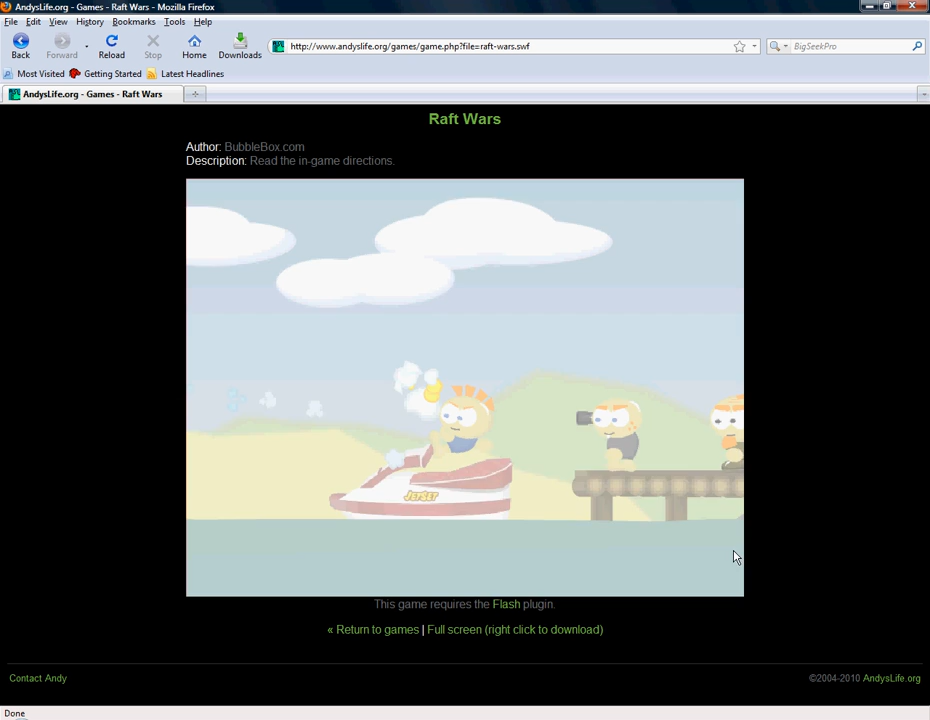 AndysLife.org - Games - Raft Wars - Mozilla Firefox
File Edit View History Bookmarks Tools Help
Back Forward Reload Stop Home Downloads http://www.andyslife.org/games/game.php?file=raft-wars.swf BigSeekPro
Most Visited Getting Started Latest Headlines
AndysLife.org - Games - Raft Wars
Raft Wars
Author: BubbleBox.com
Description: Read the in-game directions.
JETSET
This game requires the Flash plugin.
« Return to games | Full screen (right click to download)
Contact Andy ©2004-2010 AndysLife.org
Done